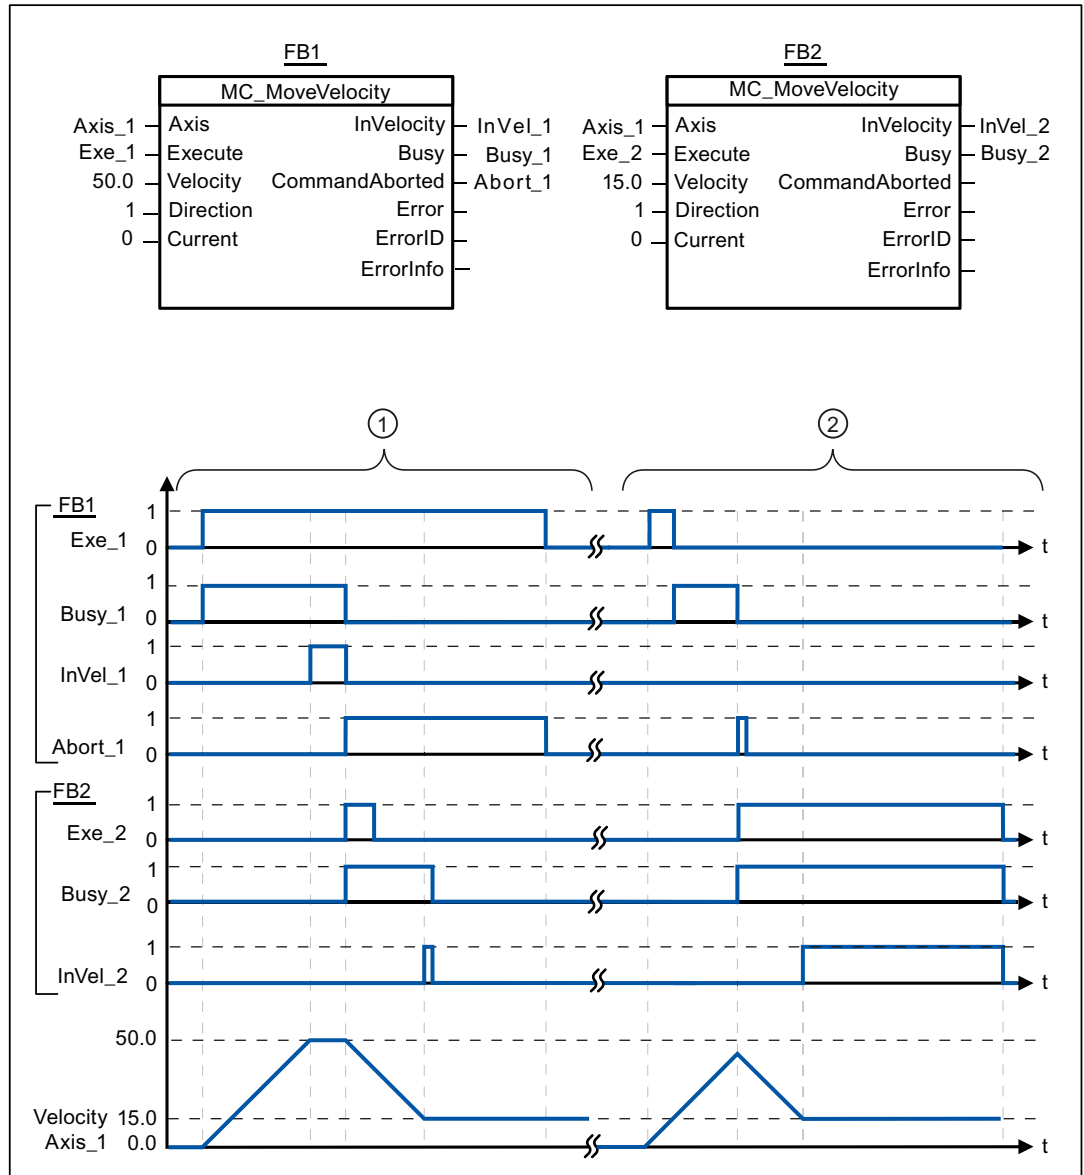 FB1
MC_MoveVelocity
Axis_1 Axis InVelocity InVel_1
Exe_1 Execute Busy Busy_1
50.0 Velocity CommandAborted Abort_1
1 Direction Error
0 Current ErrorID
ErrorInfo
FB2
MC_MoveVelocity
Axis_1 Axis InVelocity InVel_2
Exe_2 Execute Busy Busy_2
15.0 Velocity CommandAborted
1 Direction Error
0 Current ErrorID
ErrorInfo
1 2
FB1
1
Exe_1 0 t
1
Busy_1 0 t
1
InVel_1 0 t
1
Abort_1 0 t
FB2
1
Exe_2 0 t
1
Busy_2 0 t
1
InVel_2 0 t
50.0
Velocity 15.0
Axis_1 0.0 t